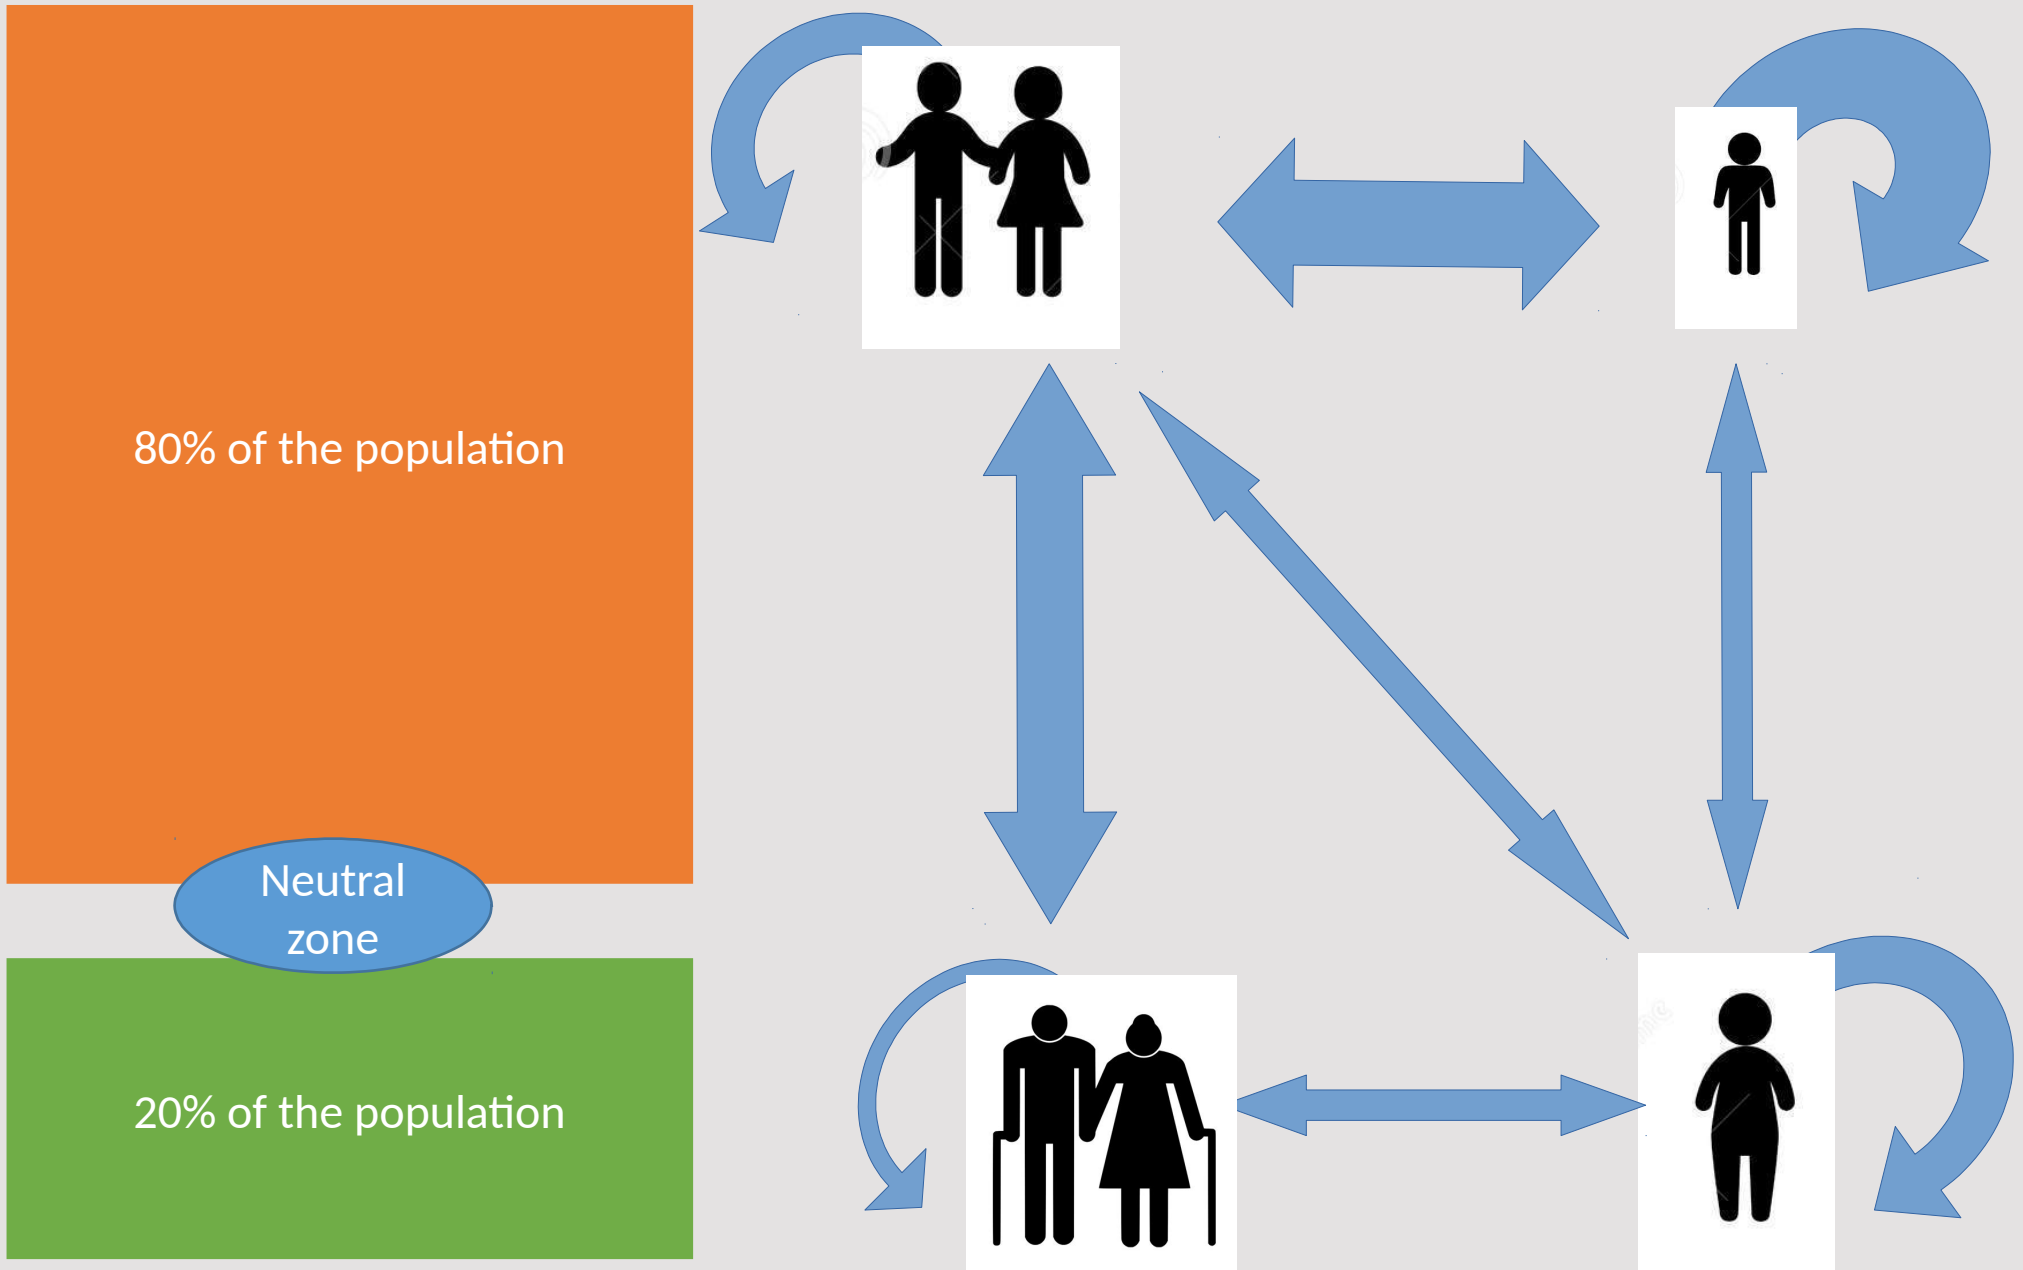 80% of the population
Neutral
zone
20% of the population